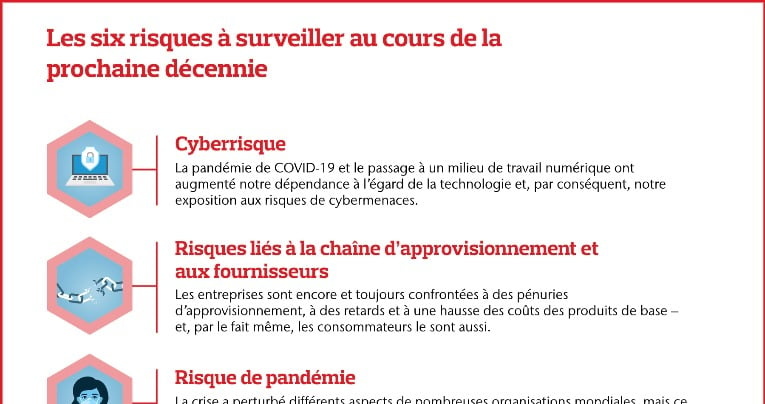 Les six risques à surveiller au cours de la
prochaine décennie
Cyberrisque
La pandémie de COVID-19 et le passage à un milieu de travail numérique ont
augmenté notre dépendance à l'égard de la technologie et, par conséquent, notre
exposition aux risques de cybermenaces.
Risques liés à la chaîne d'approvisionnement et
aux fournisseurs
Les entreprises sont encore et toujours confrontées à des pénuries
d'approvisionnement, à des retards et à une hausse des coûts des produits de base –
et, par le fait même, les consommateurs le sont aussi.
Risque de pandémie
La crise a perturbé différents aspects de nombreuses organisations mondiales, mais ce